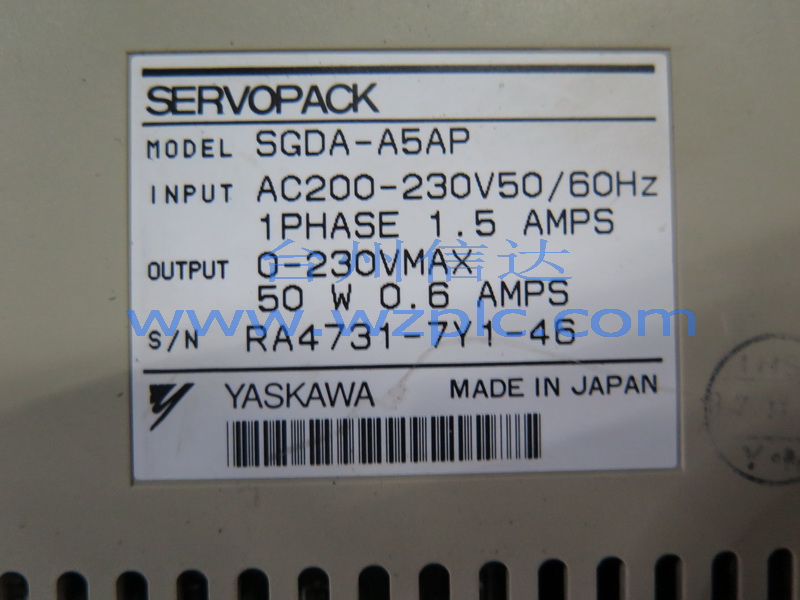 SERVOPACK
MODEL SGDA-A5AP
INPUT AC200-230V50/60Hz
1PHASE 1.5 AMPS
台州信达
OUTPUT 0-230VMAX
50 W 0.6 AMPS
www.wzplc.com
S/N RA4731-7Y1-46
YASKAWA MADE IN JAPAN